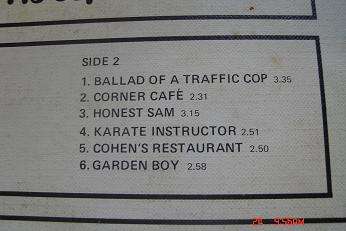 SIDE 2
1. BALLAD OF A TRAFFIC COP 3.35
2. CORNER CAFÉ 2.31
3. HONEST SAM 3.15
4. KARATE INSTRUCTOR 2.51
5. COHEN'S RESTAURANT 2.50
6. GARDEN BOY 2.58